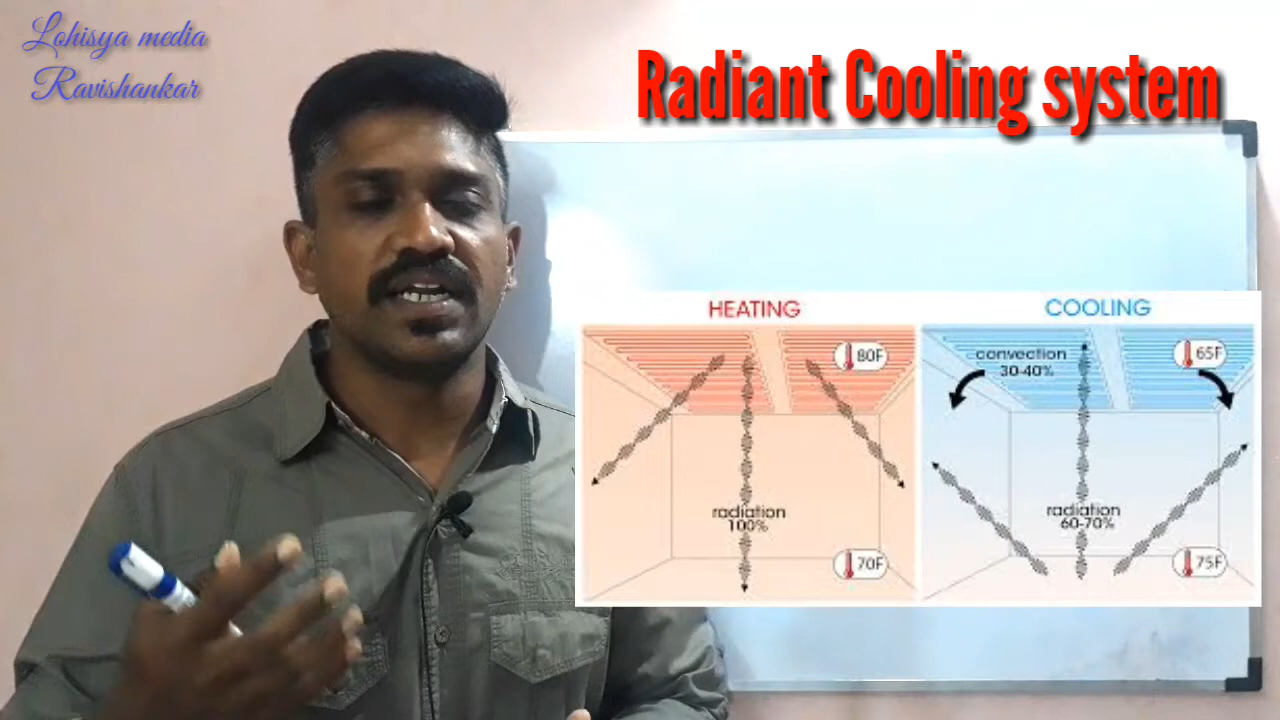 Lohisya media
Ravishankar
Radiant Cooling system
HEATING
80F
radiation
100%
70F
COOLING
convection
30-40%
65F
radiation
60-70%
75F